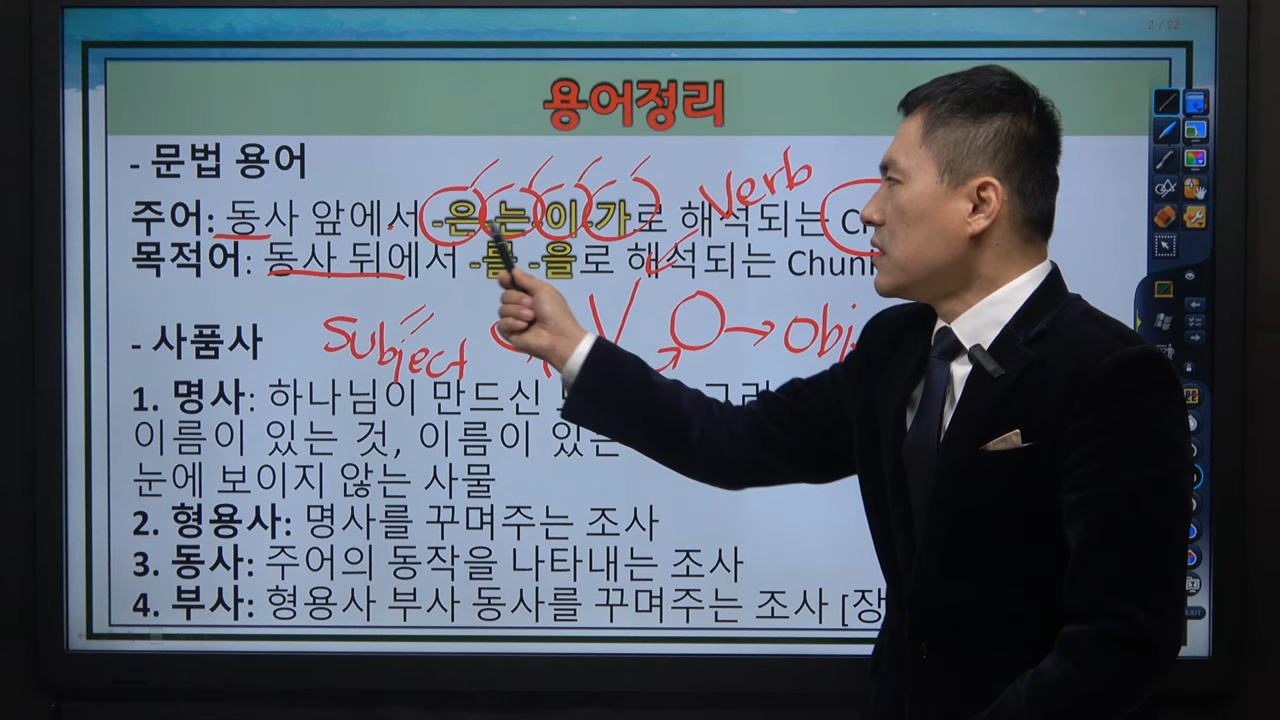 2 / 22
용어정리
- 문법 용어
verb
주어: 동사 앞에서 -은 는 이 가로 해석되는
목적어: 동사 뒤에서 -를 -을로 해석되는
Subject V O → Obj
- 사품사
1. 명사: 하나님이 만드신
이름이 있는 것, 이름이 있는
눈에 보이지 않는 사물
2. 형용사: 명사를 꾸며주는 조사
3. 동사: 주어의 동작을 나타내는 조사
4. 부사: 형용사 부사 동사를 꾸며주는 조사 [장